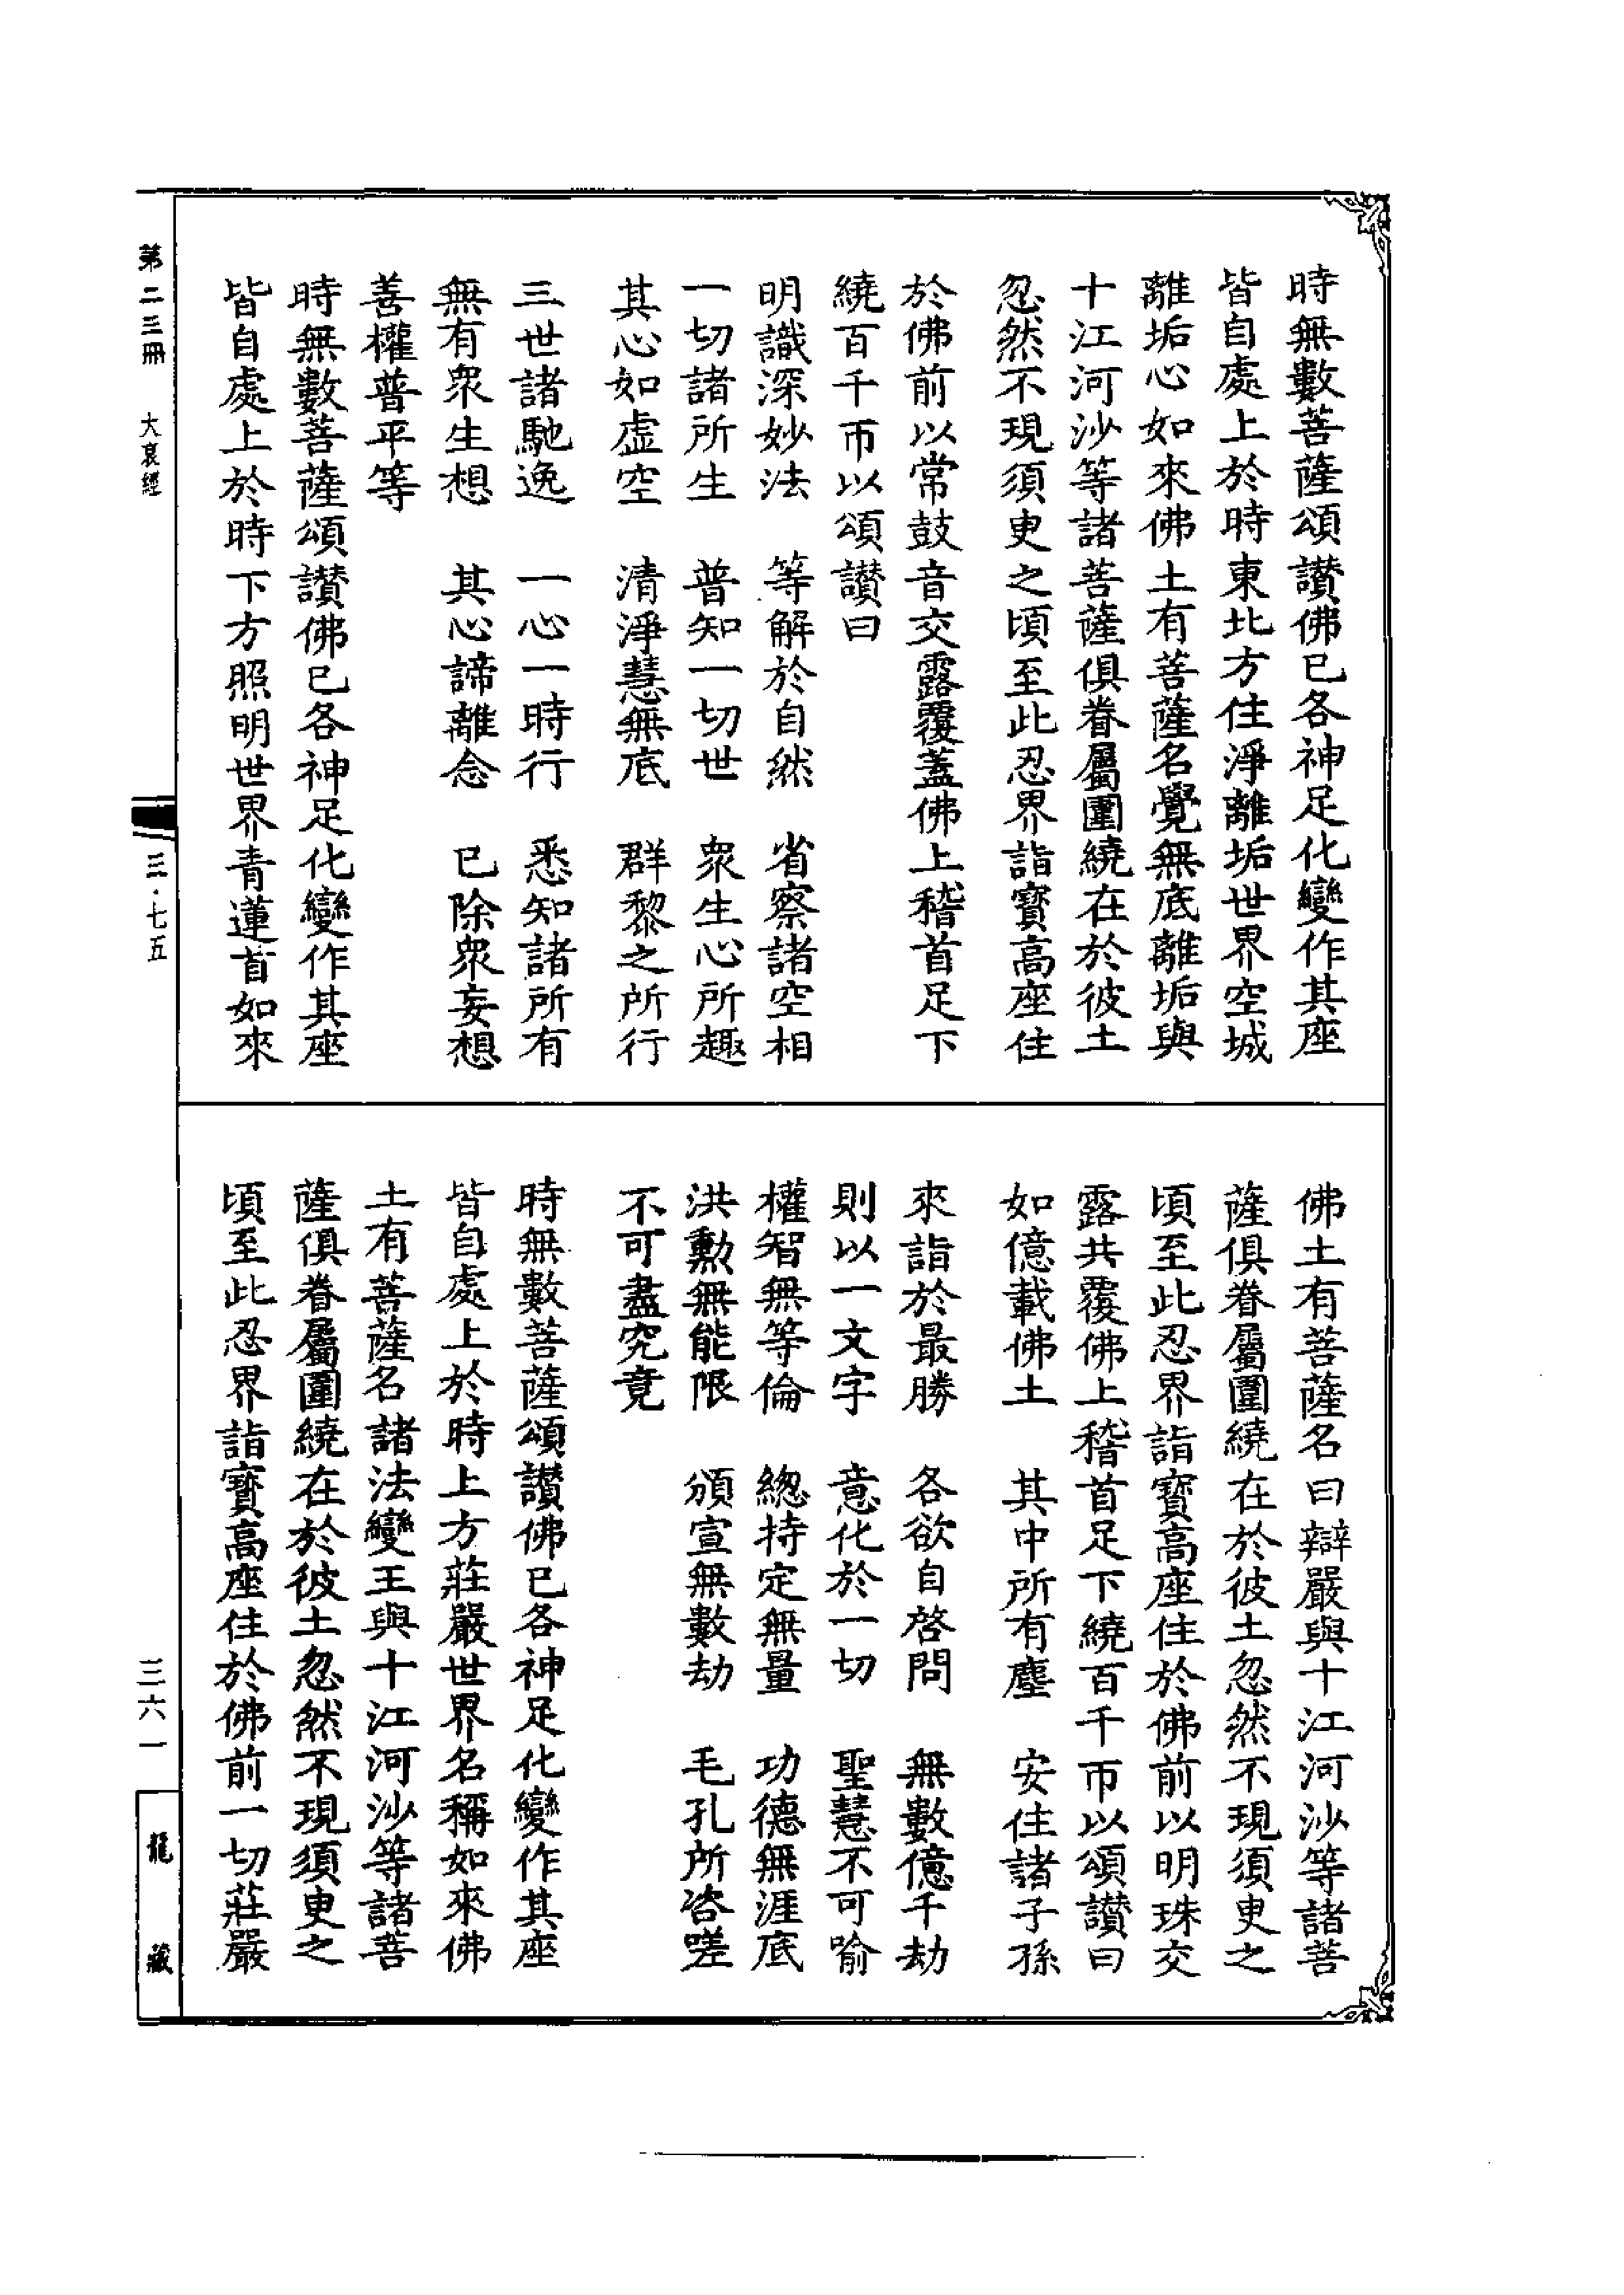 時無數菩薩頌讃佛已各神足化變作其座
皆自處上於時東北方住淨離垢世界空城
離垢心如來佛土有菩薩名覺無底離垢與
十江河沙等諸菩薩俱眷屬圍繞在於彼土
忽然不現須臾之頃至此忍界詣寳高座住
於佛前以常鼓音交露覆蓋佛上稽首足下
繞百千帀以頌讃曰
明識深妙法　等解於自然　省察諸空相
一切諸所生　普知一切世　衆生心所趣
其心如虛空　清淨慧無底　群黎之所行
三世諸馳逸　一心一時行　悉知諸所有
無有衆生想　其心諦離念　已除衆妄想
善權普平等
時無數菩薩頌讃佛已各神足化變作其座
皆自處上於時下方照明世界青蓮首如來
佛土有菩薩名曰辯嚴與十江河沙等諸菩
薩俱眷屬圍繞在於彼土忽然不現須臾之
頃至此忍界詣寳高座住於佛前以明珠交
露共覆佛上稽首足下繞百千帀以頌讃曰
如億載佛土　其中所有塵　安住諸子孫
來詣於最勝　各欲自啓問　無數億千劫
則以一文字　意化於一切　聖慧不可喻
權智無等倫　總持定無量　功德無涯底
洪勲無能限　頒宣無數劫　毛孔所咨嗟
不可盡究竟
時無數菩薩頌讃佛已各神足化變作其座
皆自處上於時上方莊嚴世界名稱如來佛
土有菩薩名諸法變王與十江河沙等諸菩
薩俱眷屬圍繞在於彼土忽然不現須臾之
頃至此忍界詣寳高座住於佛前一切莊嚴
第二三冊　大哀經
三·七五
三六一
龍藏